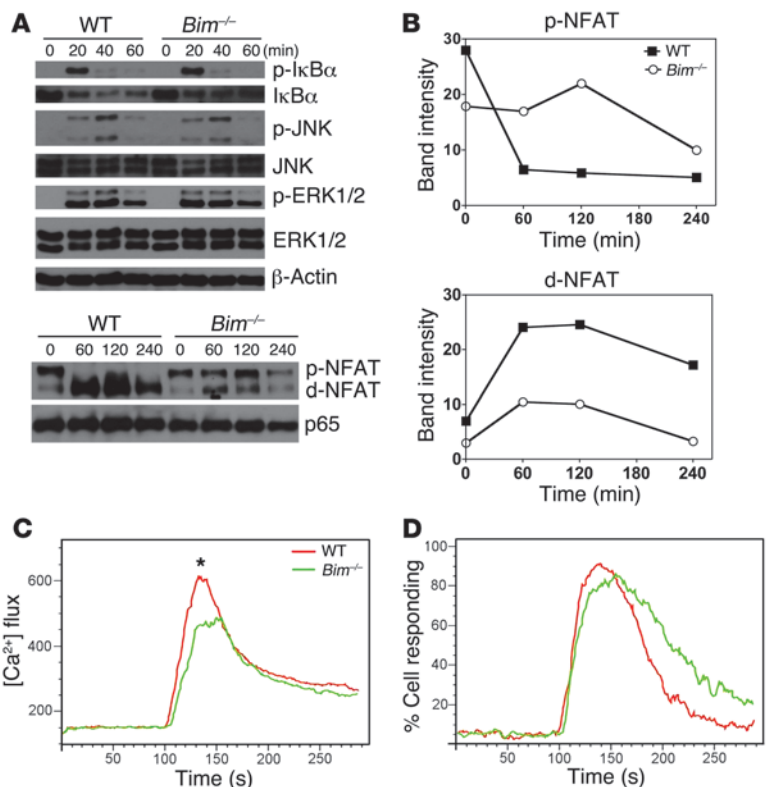 A
WT Bim–/–
0 20 40 60 0 20 40 60 (min)
p-IκBα
IκBα
p-JNK
JNK
p-ERK1/2
ERK1/2
β-Actin
WT Bim–/–
0 60 120 240 0 60 120 240
p-NFAT
d-NFAT
p65
B
p-NFAT
WT
Bim–/–
Band intensity
30
20
10
0
0 60 120 180 240
Time (min)
d-NFAT
Band intensity
30
20
10
0
0 60 120 180 240
Time (min)
C
WT
Bim–/–
*
[Ca2+] flux
600
400
200
50 100 150 200 250
Time (s)
D
% Cell responding
100
80
60
40
20
50 100 150 200 250
Time (s)